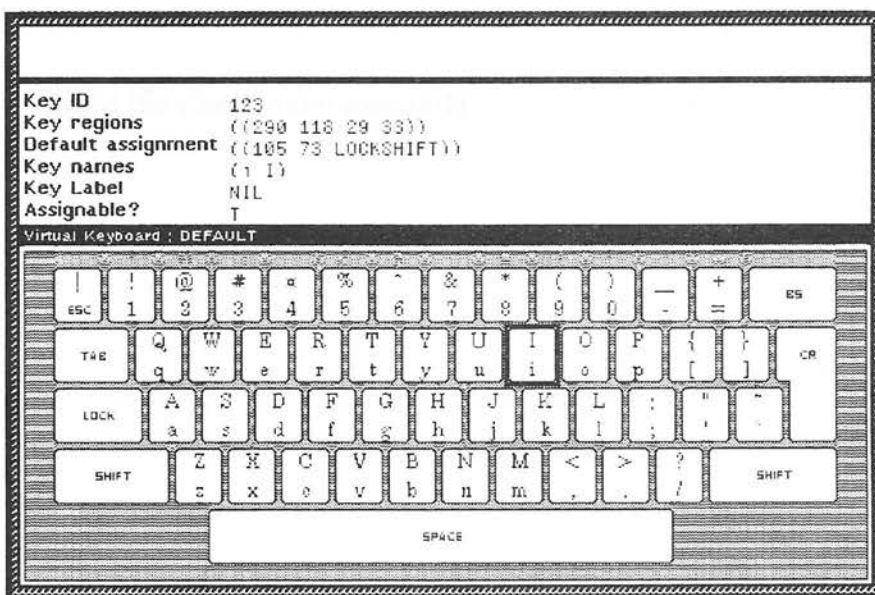 Key ID 123
Key regions ((290 118 29 33))
Default assignment ((105 73 LOCKSHIFT))
Key names (i I)
Key Label NIL
Assignable? T
Virtual Keyboard : DEFAULT
| ! @ # ¤ % ^ & * ( ) _ +
ESC 1 2 3 4 5 6 7 8 9 0 - = BS
Q W E R T Y U I O P { }
TAB q w e r t y u i o p [ ] CR
A S D F G H J K L : " ~
LOCK a s d f g h j k l ; '
Z X C V B N M < > ?
SHIFT z x c v b n m , . / SHIFT
SPACE